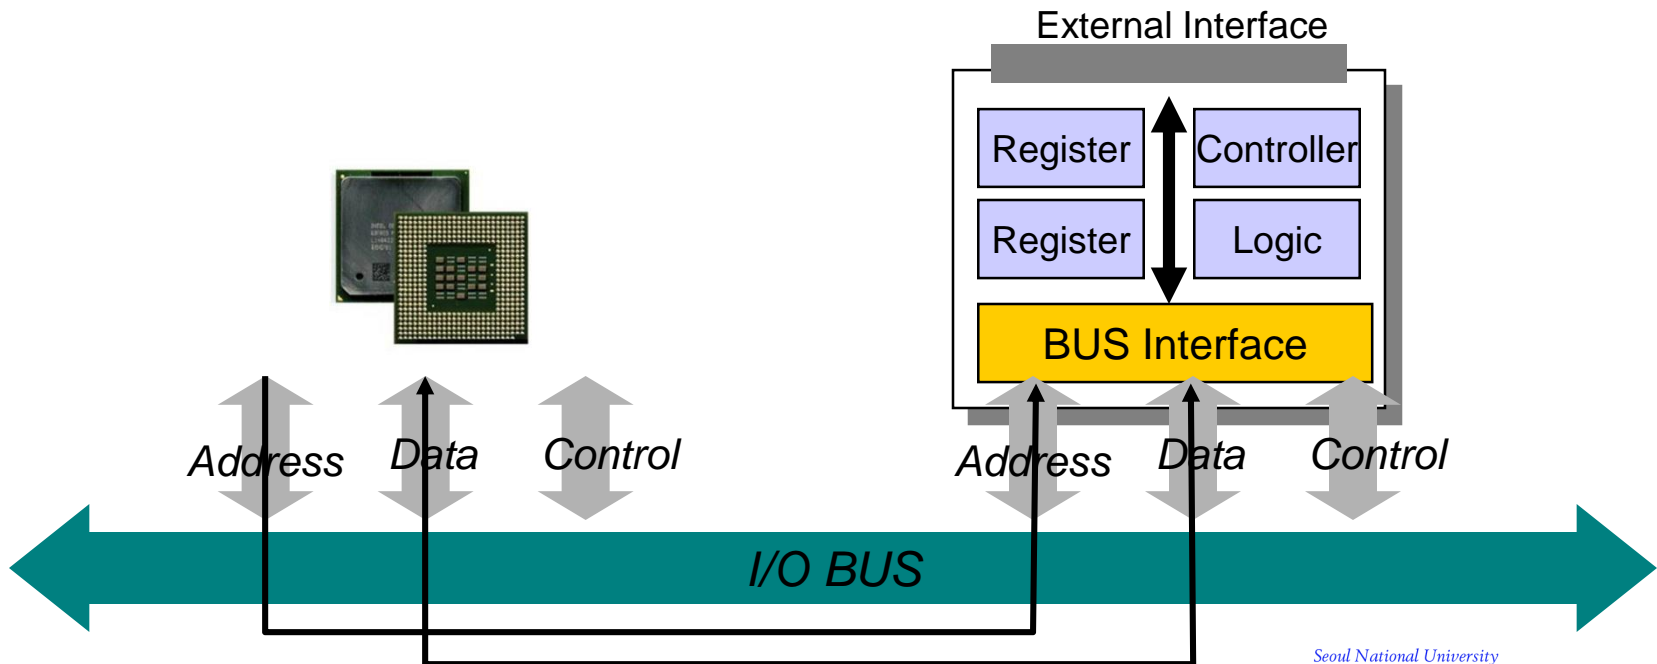 External Interface
Register
Controller
Register
Logic
BUS Interface
Address
Data
Control
Address
Data
Control
I/O BUS
Seoul National University